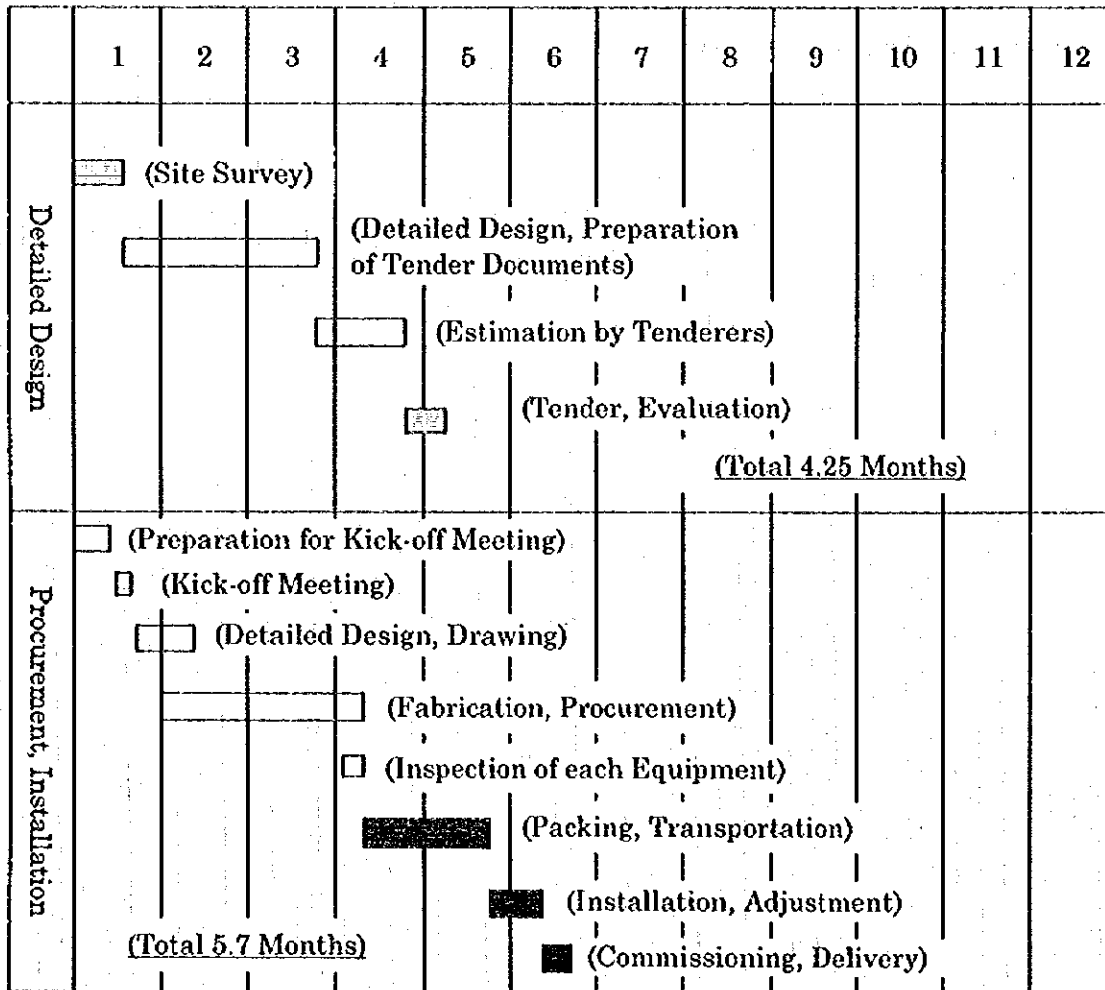 1 2 3 4 5 6 7 8 9 10 11 12
Detailed Design
(Site Survey)
(Detailed Design, Preparation
of Tender Documents)
(Estimation by Tenderers)
(Tender, Evaluation)
(Total 4.25 Months)
Procurement, Installation
(Preparation for Kick-off Meeting)
(Kick-off Meeting)
(Detailed Design, Drawing)
(Fabrication, Procurement)
(Inspection of each Equipment)
(Packing, Transportation)
(Installation, Adjustment)
(Total 5.7 Months)
(Commissioning, Delivery)